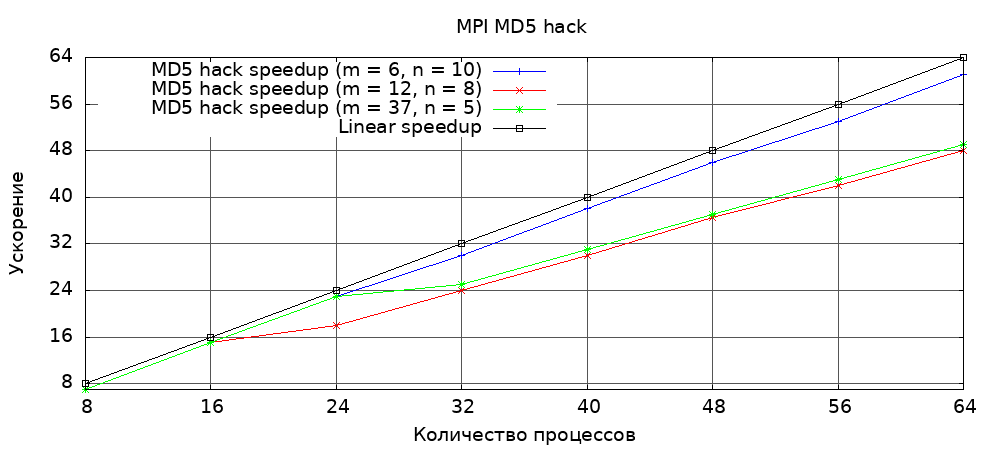 MPI MD5 hack
64
56
48
40
32
24
16
8
Ускорение
MD5 hack speedup (m = 6, n = 10)
MD5 hack speedup (m = 12, n = 8)
MD5 hack speedup (m = 37, n = 5)
Linear speedup
8 16 24 32 40 48 56 64
Количество процессов